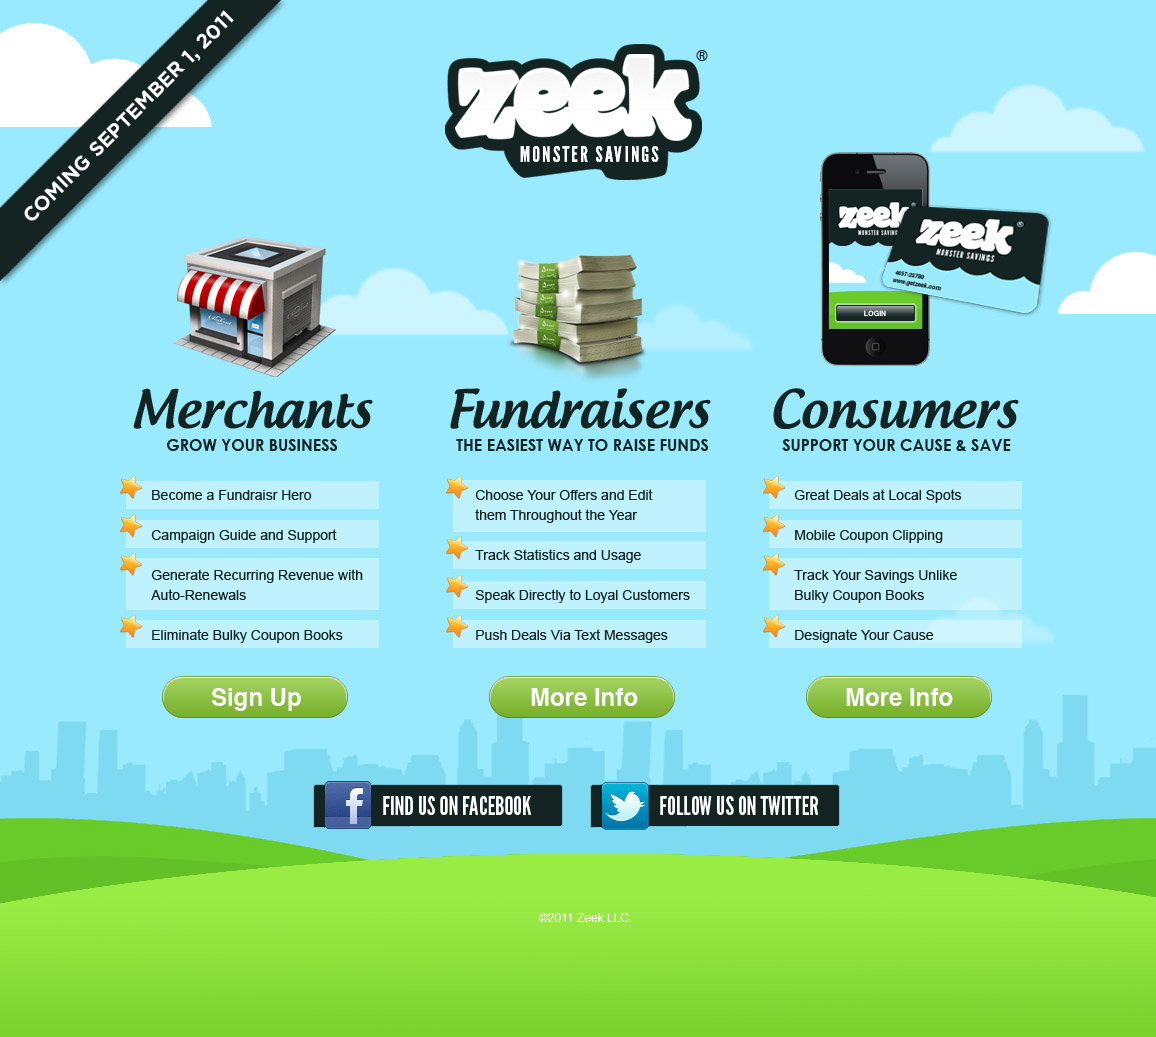 COMING SEPTEMBER 1, 2011
zeek®
MONSTER SAVINGS
zeek®
MONSTER SAVINGS
LOGIN
zeek®
MONSTER SAVINGS
4657-23789
www.getzeek.com
Merchants
GROW YOUR BUSINESS
Become a Fundraisr Hero
Campaign Guide and Support
Generate Recurring Revenue with
Auto-Renewals
Eliminate Bulky Coupon Books
Sign Up
Fundraisers
THE EASIEST WAY TO RAISE FUNDS
Choose Your Offers and Edit
them Throughout the Year
Track Statistics and Usage
Speak Directly to Loyal Customers
Push Deals Via Text Messages
More Info
Consumers
SUPPORT YOUR CAUSE & SAVE
Great Deals at Local Spots
Mobile Coupon Clipping
Track Your Savings Unlike
Bulky Coupon Books
Designate Your Cause
More Info
FIND US ON FACEBOOK
FOLLOW US ON TWITTER
©2011 Zeek LLC.